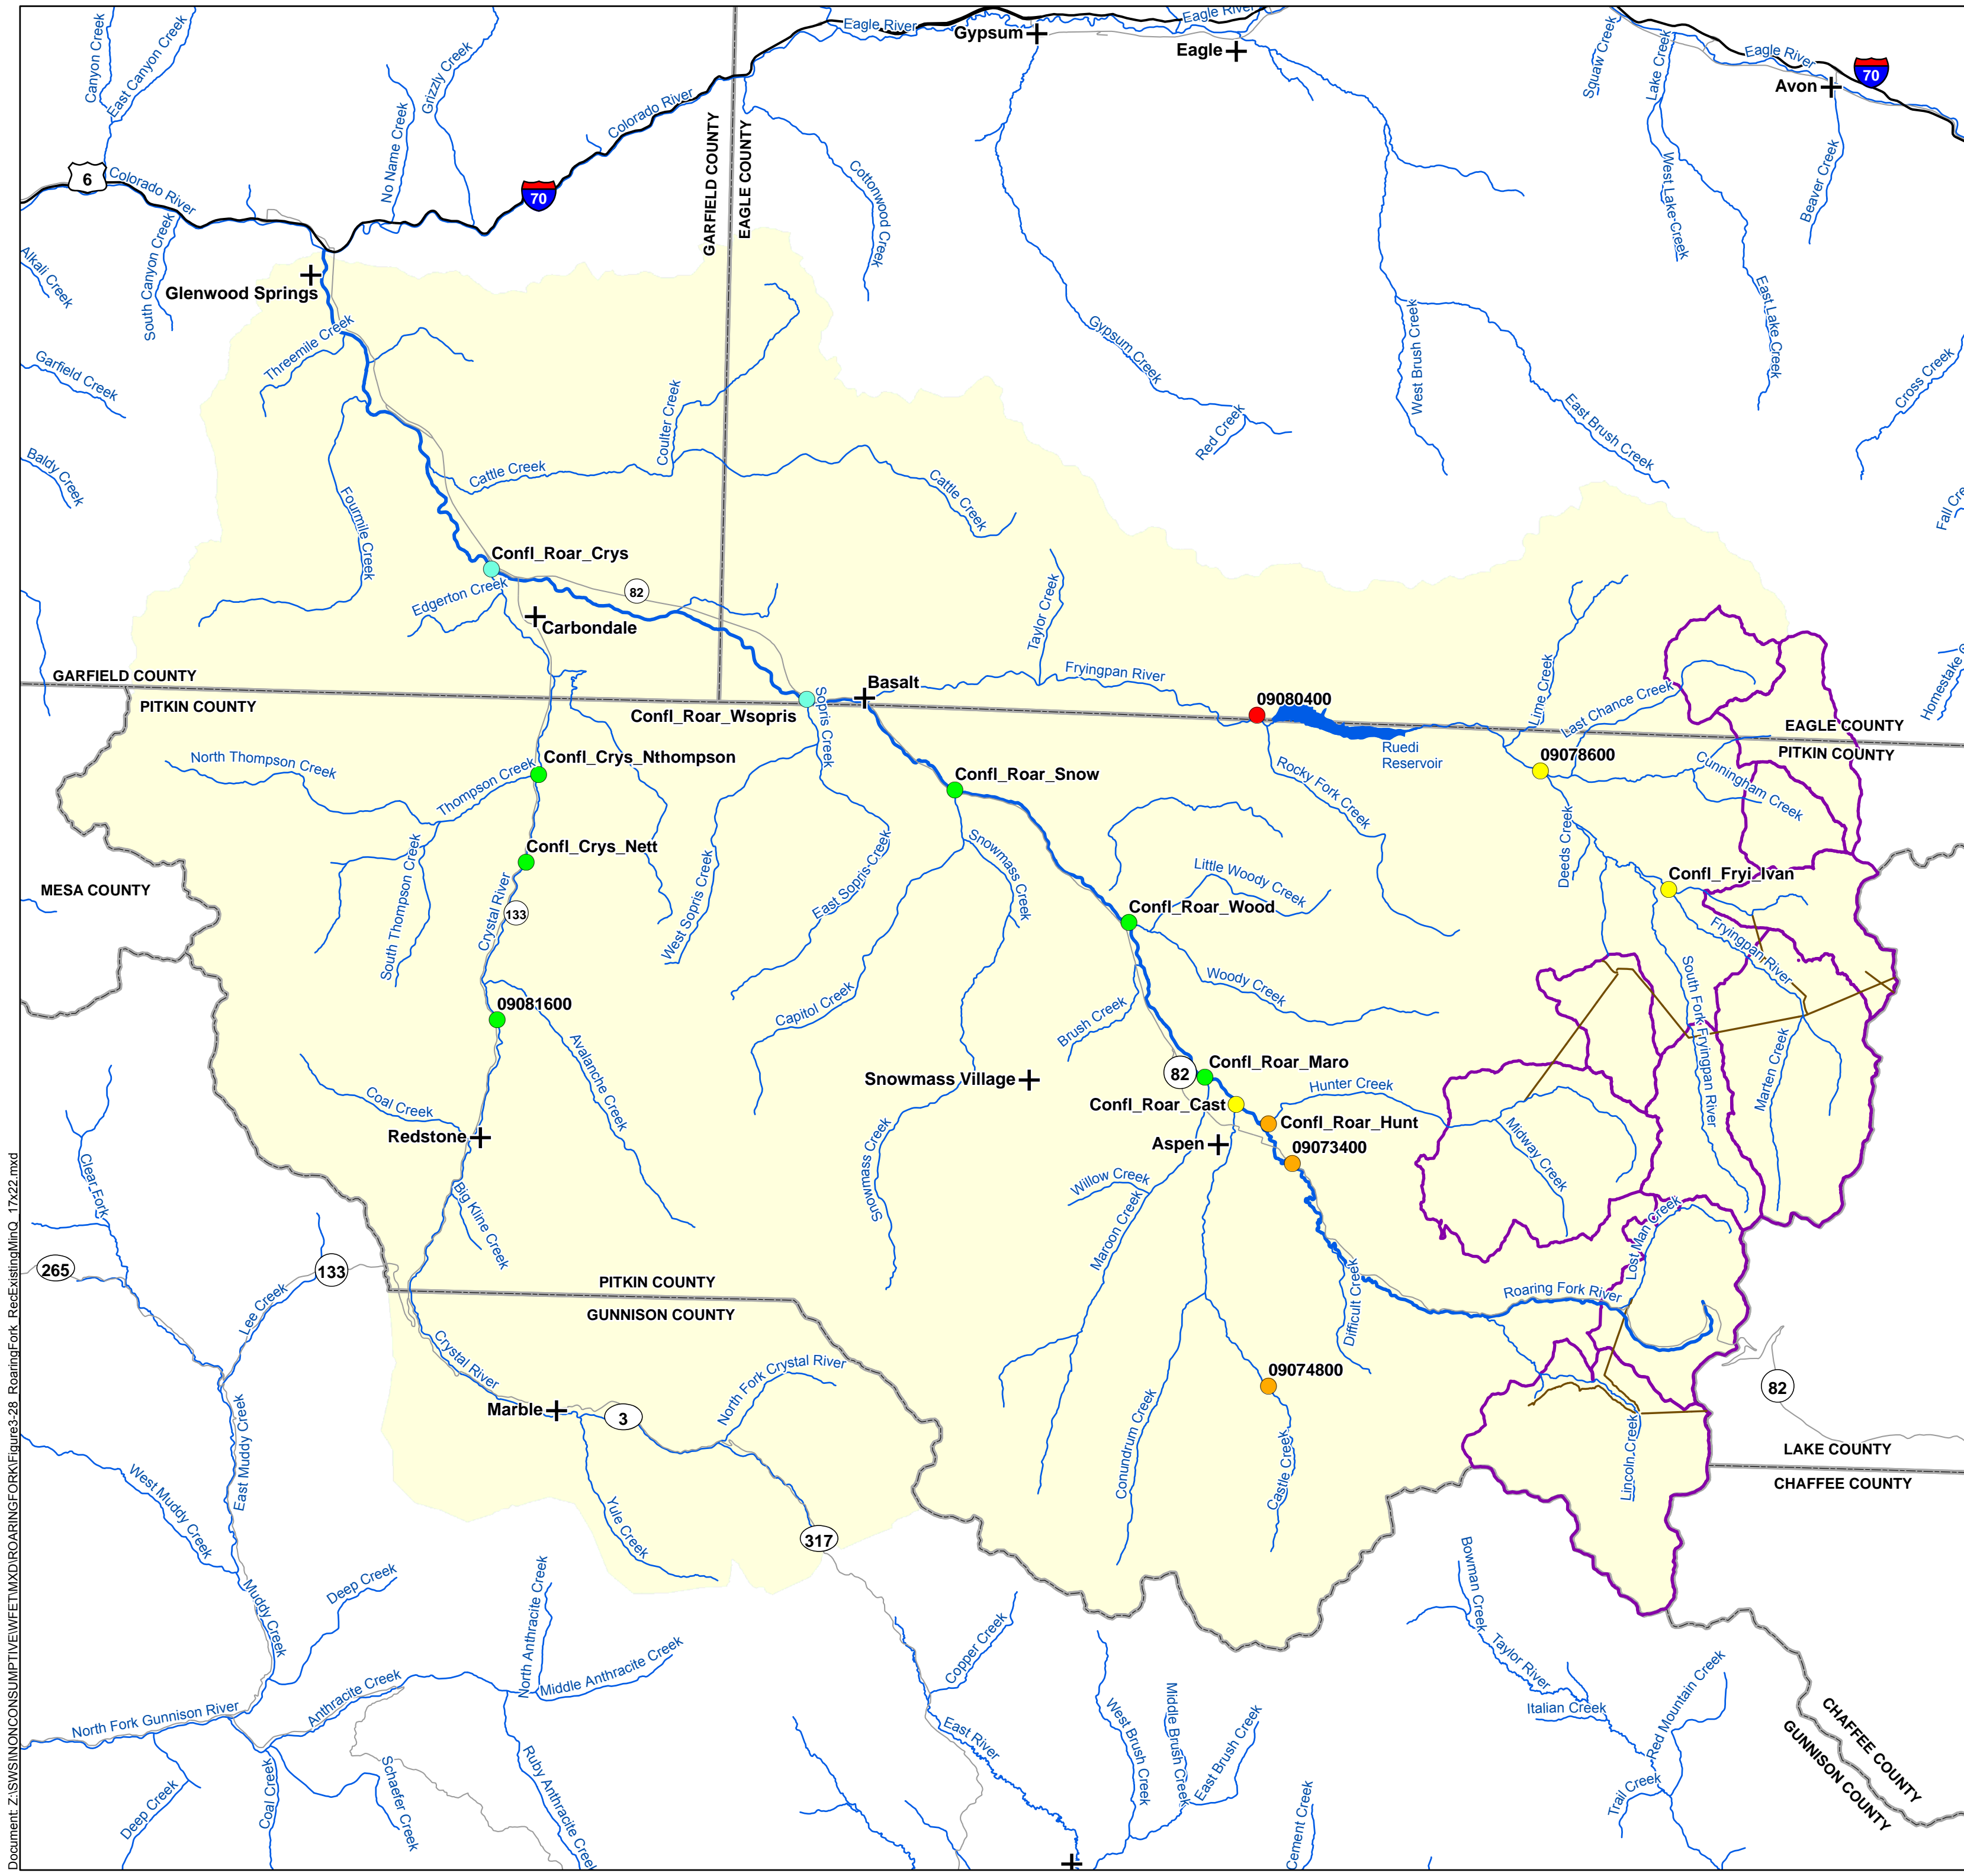 Canyon Creek
East Canyon Creek
Grizzly Creek
No Name Creek
Eagle River
Eagle River
Gypsum
Eagle
Squaw Creek
Lake Creek
Eagle River
70
Avon
Colorado River
GARFIELD COUNTY
EAGLE COUNTY
6
Colorado River
70
Cottonwood Creek
West Lake Creek
Beaver Creek
South Canyon Creek
Alkali Creek
Glenwood Springs
East Lake Creek
Threemile Creek
Gypsum Creek
West Brush Creek
Garfield Creek
Cross Creek
Coulter Creek
Red Creek
East Brush Creek
Baldy Creek
Cattle Creek
Cattle Creek
Fourmile Creek
Confl_Roar_Crys
Edgerton Creek
82
Carbondale
Taylor Creek
Fryingpan River
Lime Creek
Last Chance Creek
GARFIELD COUNTY
PITKIN COUNTY
Basalt
Sopris Creek
Confl_Roar_Wsopris
09080400
EAGLE COUNTY
PITKIN COUNTY
Ruedi
Reservoir
09078600
North Thompson Creek
Confl_Crys_Nthompson
Thompson Creek
Confl_Roar_Snow
Rocky Fork Creek
Cunningham Creek
Deeds Creek
Confl_Crys_Nett
Snowmass Creek
Little Woody Creek
Confl_Fryi_Ivan
MESA COUNTY
South Thompson Creek
Crystal River
133
West Sopris Creek
East Sopris Creek
Confl_Roar_Wood
Fryingpan River
South Fork Fryingpan River
Woody Creek
09081600
Capitol Creek
Brush Creek
Avalanche Creek
Marten Creek
Confl_Roar_Maro
82
Snowmass Village
Hunter Creek
Coal Creek
Confl_Roar_Cast
Confl_Roar_Hunt
Redstone
Aspen
09073400
Midway Creek
Clear Fork
Snowmass Creek
Willow Creek
Maroon Creek
Big Kline Creek
Lost Man Creek
265
133
PITKIN COUNTY
GUNNISON COUNTY
Lee Creek
Difficult Creek
Roaring Fork River
Crystal River
North Fork Crystal River
09074800
82
Marble
3
Conundrum Creek
Castle Creek
Lincoln Creek
LAKE COUNTY
CHAFFEE COUNTY
East Muddy Creek
West Muddy Creek
Yule Creek
317
Muddy Creek
Deep Creek
North Anthracite Creek
Bowman Creek
Copper Creek
Middle Anthracite Creek
Taylor River
Anthracite Creek
Italian Creek
Red Mountain Creek
North Fork Gunnison River
East River
West Brush Creek
Middle Brush Creek
East Brush Creek
CHAFFEE COUNTY
GUNNISON COUNTY
Ruby Anthracite Creek
Schaefer Creek
Coal Creek
Deep Creek
Cement Creek
Trail Creek
Document: Z:\SWSI\NONCONSUMPTIVE\WFET\MXD\ROARINGFORK\Figure3-28_RoaringFork_RecExistingMinQ_17x22.mxd